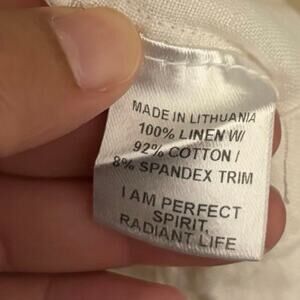 MADE IN LITHUANIA
100% LINEN W/
92% COTTON /
8% SPANDEX TRIM
I AM PERFECT
SPIRIT,
RADIANT LIFE